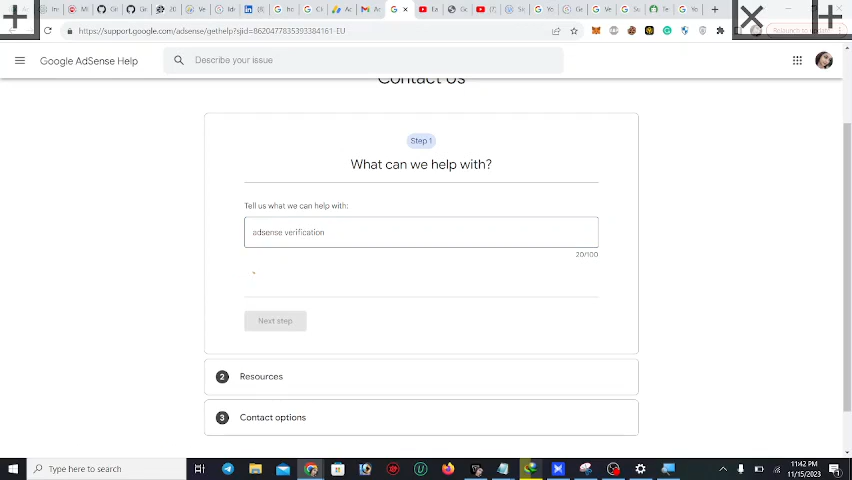 https://support.google.com/adsense/gethelp?sjid=8620477835393384161-EU
Google AdSense Help
Describe your issue
Contact Us
Step 1
What can we help with?
Tell us what we can help with:
adsense verification
20/100
Next step
2 Resources
3 Contact options
Type here to search
11:42 PM
11/15/2023